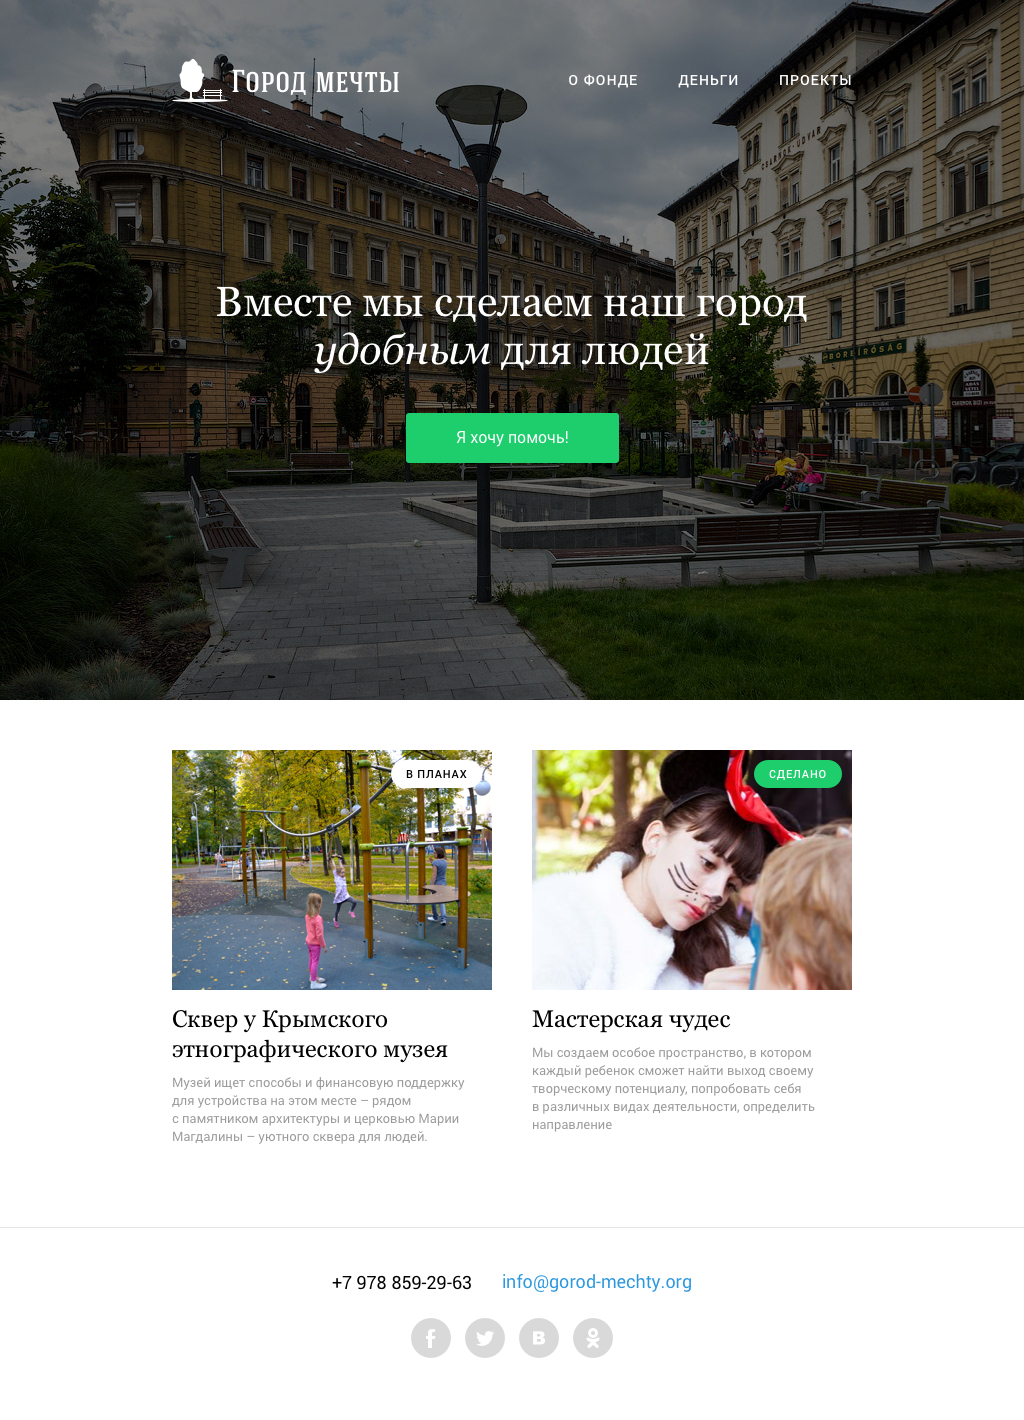 Город мечты
О ФОНДЕ ДЕНЬГИ ПРОЕКТЫ
Вместе мы сделаем наш город
удобным для людей
Я хочу помочь!
В ПЛАНАХ
СДЕЛАНО
Сквер у Крымского
этнографического музея
Музей ищет способы и финансовую поддержку
для устройства на этом месте – рядом
с памятником архитектуры и церковью Марии
Магдалины – уютного сквера для людей.
Мастерская чудес
Мы создаем особое пространство, в котором
каждый ребенок сможет найти выход своему
творческому потенциалу, попробовать себя
в различных видах деятельности, определить
направление
+7 978 859-29-63 info@gorod-mechty.org